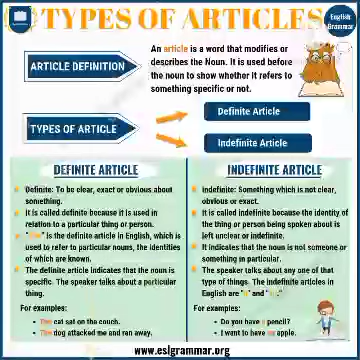 TYPES OF ARTICLES
English Grammar
ARTICLE DEFINITION
An article is a word that modifies or
describes the Noun. It is used before
the noun to show whether it refers to
something specific or not.
TYPES OF ARTICLE
Definite Article
Indefinite Article
DEFINITE ARTICLE
Definite: To be clear, exact or obvious about
something.
It is called definite because it is used in
relation to a particular thing or person.
"The" is the definite article in English, which is
used to refer to particular nouns, the identities
of which are known.
The definite article indicates that the noun is
specific. The speaker talks about a particular
thing.
For examples:
The cat sat on the couch.
The dog attacked me and ran away.
INDEFINITE ARTICLE
Indefinite: Something which is not clear,
obvious or exact.
It is called indefinite because the identity of
the thing or person being spoken about is
left unclear or indefinite.
It indicates that the noun is not someone or
something in particular.
The speaker talks about any one of that
type of things. The indefinite articles in
English are "a" and "an".
For examples:
Do you have a pencil?
I want to have an apple.
www.eslgrammar.org